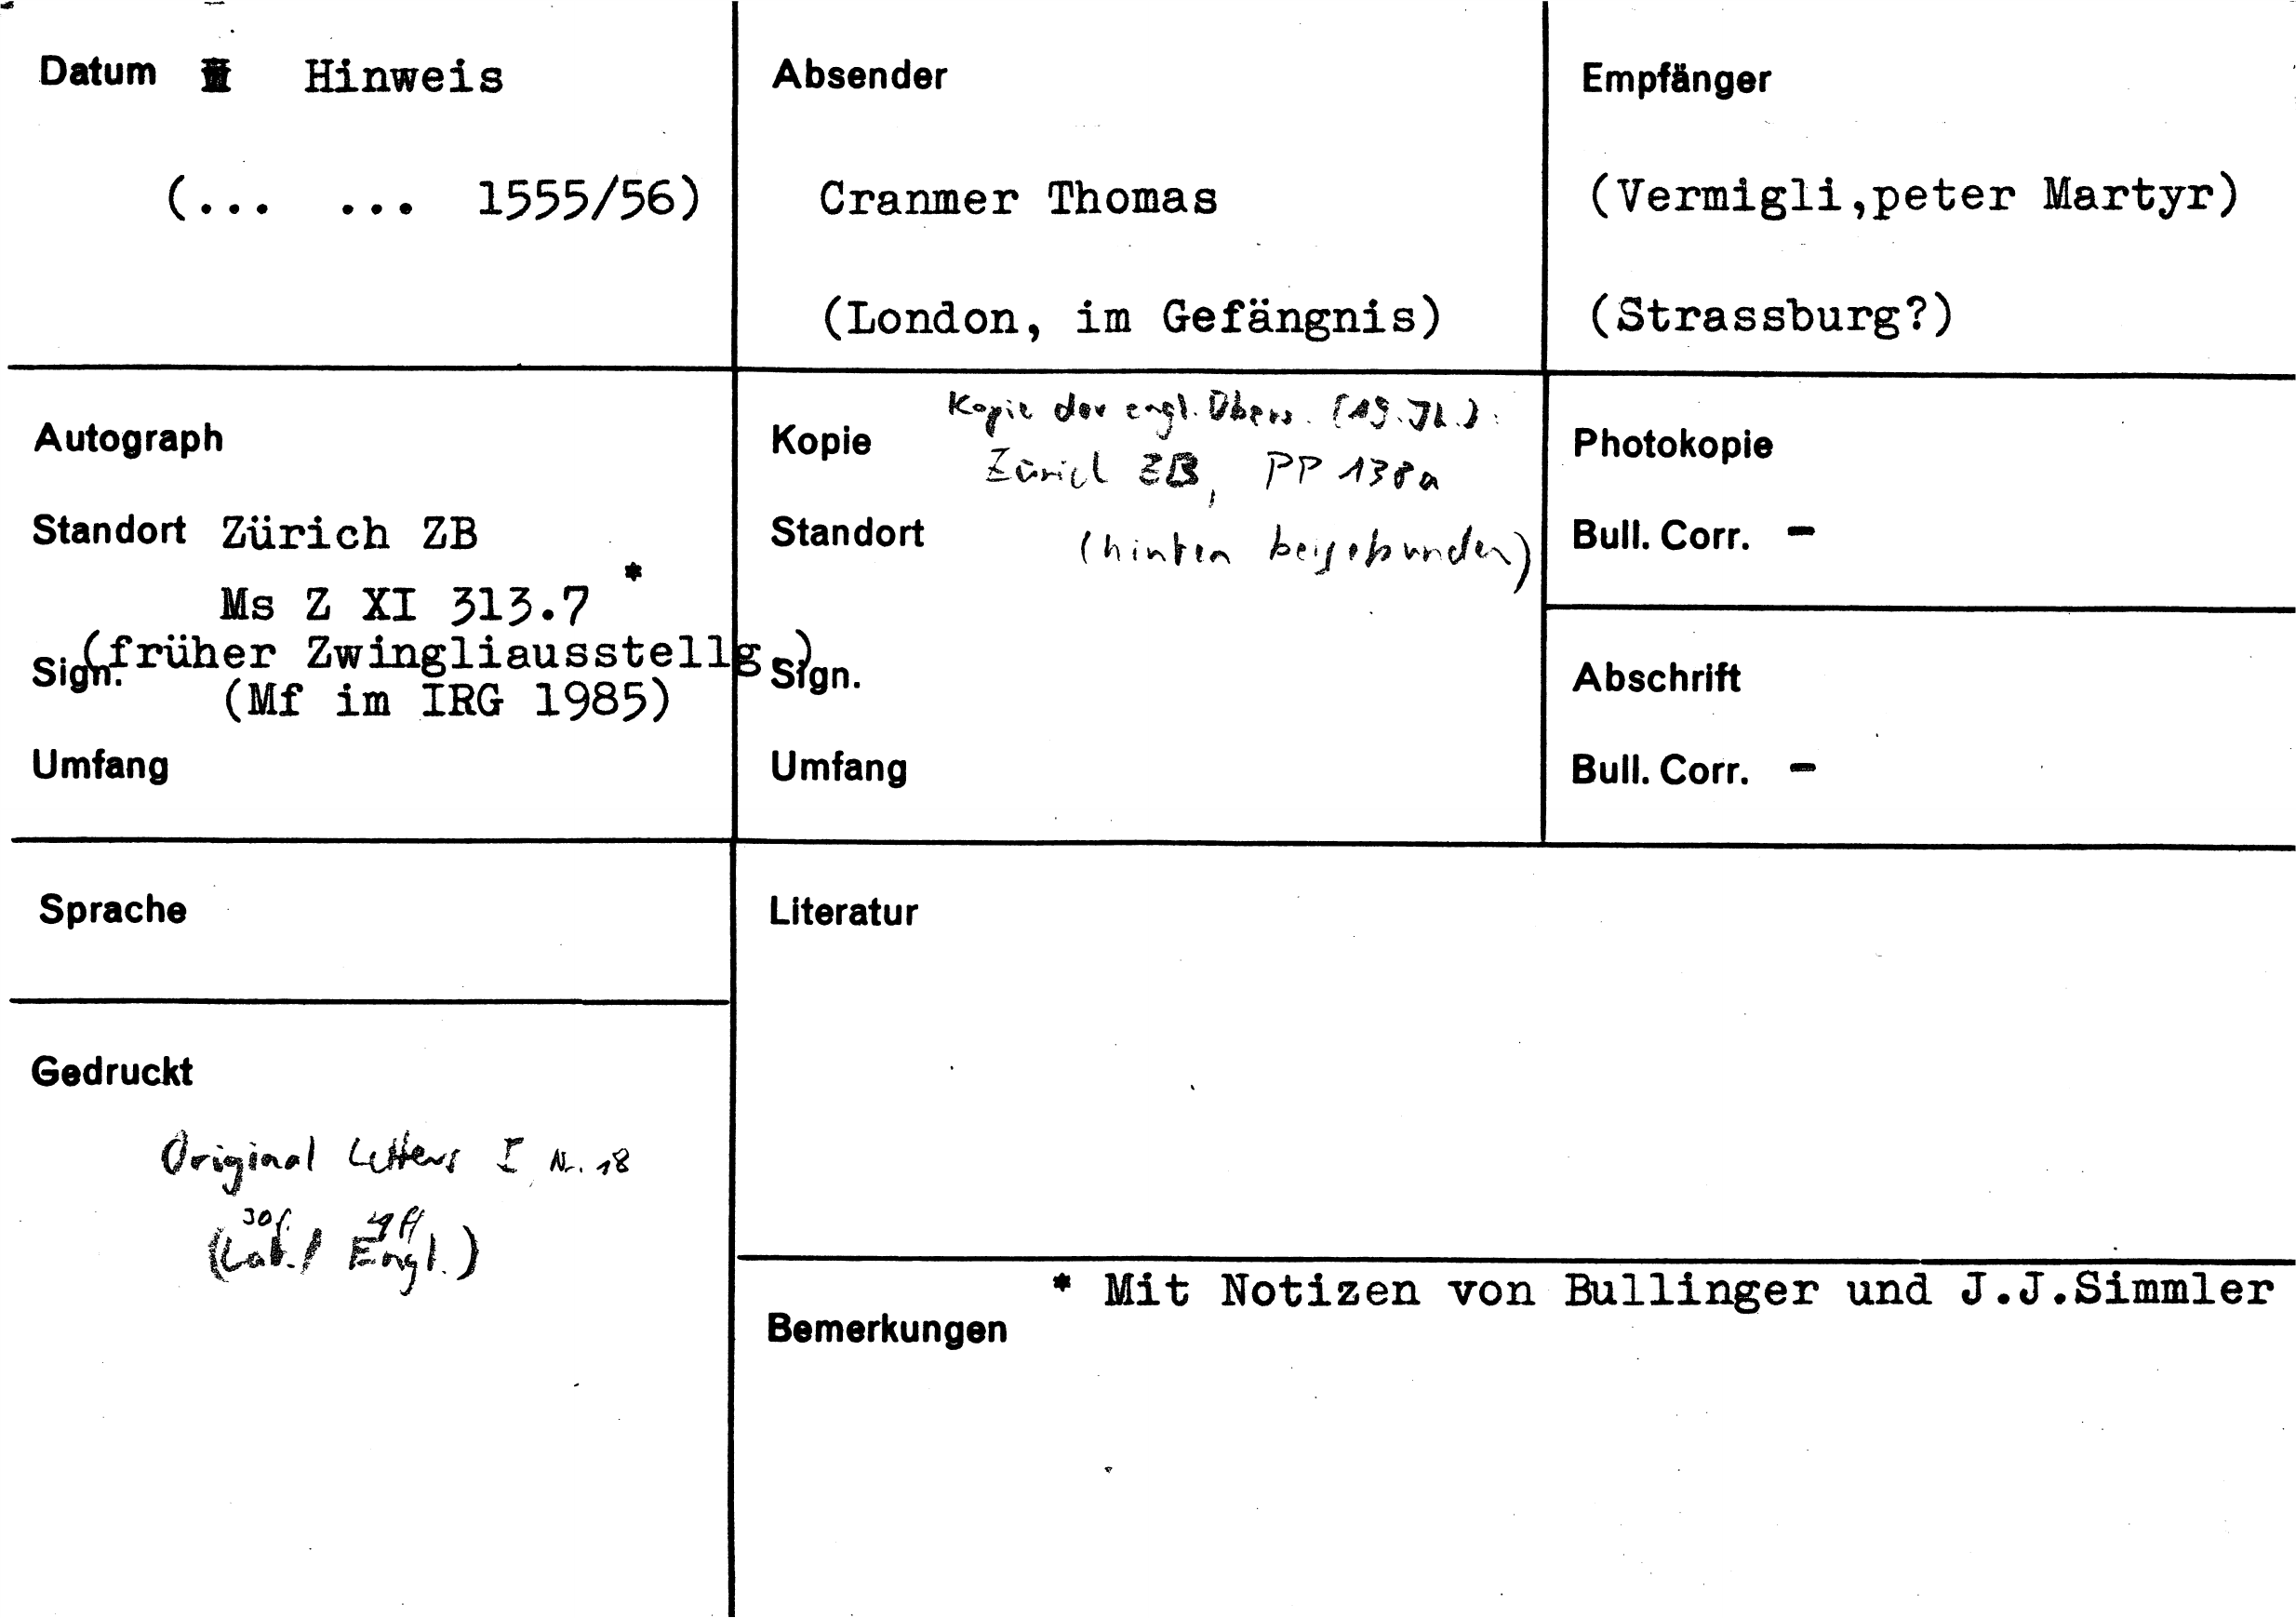 Datum Hinweis
(... ... 1555/56)
Absender
Cranmer Thomas
(London, im Gefängnis)
Empfänger
(Vermigli,peter Martyr)
(Strassburg?)
Autograph
Standort Zürich ZB
Ms Z XI 313.7 *
(früher Zwingliausstellg.)
Sign.
(Mf im IRG 1985)
Umfang
Kopie der engl. Übers. (19. Jh.):
Kopie
Zürich ZB, PP 138a
Standort
(hinten beigebunden)
Sign.
Umfang
Photokopie
Bull. Corr. -
Abschrift
Bull. Corr. -
Sprache
Gedruckt
Original Letters I Nr. 18
30f.
(Lat./ Engl.)
Literatur
* Mit Notizen von Bullinger und J.J.Simmler
Bemerkungen